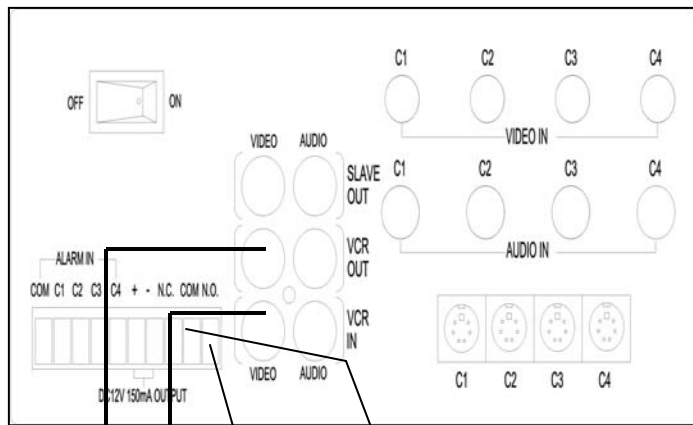 OFF ON
VIDEO AUDIO
SLAVE OUT
VCR OUT
VCR IN
VIDEO AUDIO
ALARM IN
COM C1 C2 C3 C4 + - N.C. COM N.O.
DC12V 150mA OUTPUT
C1 C2 C3 C4
VIDEO IN
C1 C2 C3 C4
AUDIO IN
C1 C2 C3 C4